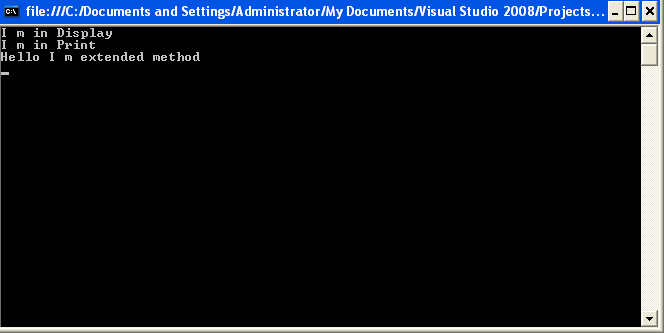 C:\ file:///C:/Documents and Settings/Administrator/My Documents/Visual Studio 2008/Projects...
I m in Display
I m in Print
Hello I m extended method